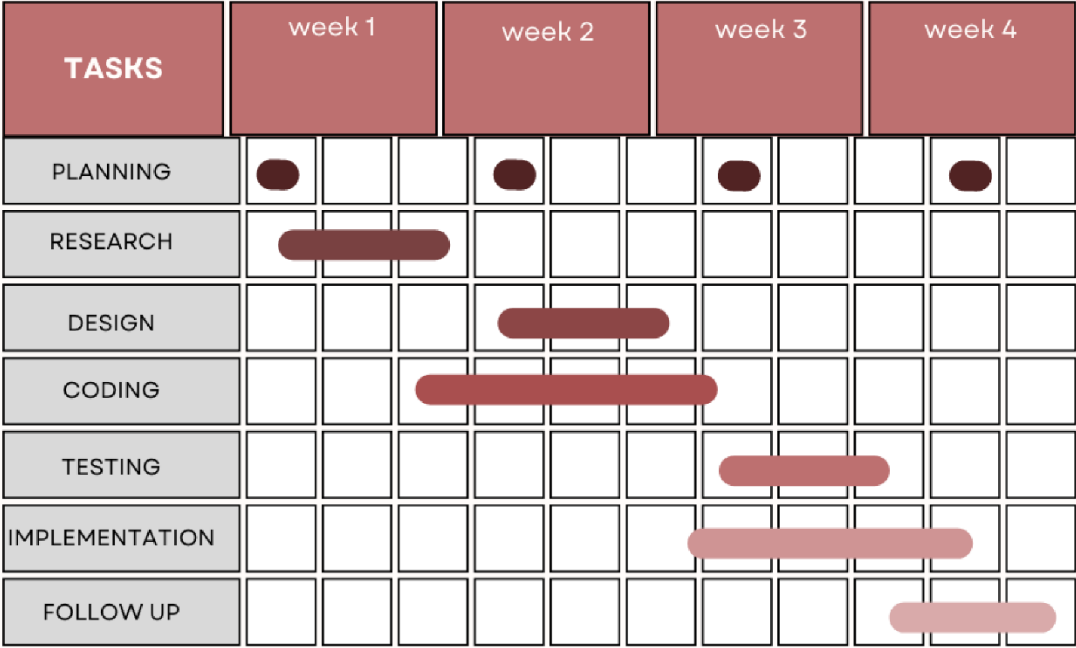 TASKS
week 1
week 2
week 3
week 4
PLANNING
RESEARCH
DESIGN
CODING
TESTING
IMPLEMENTATION
FOLLOW UP